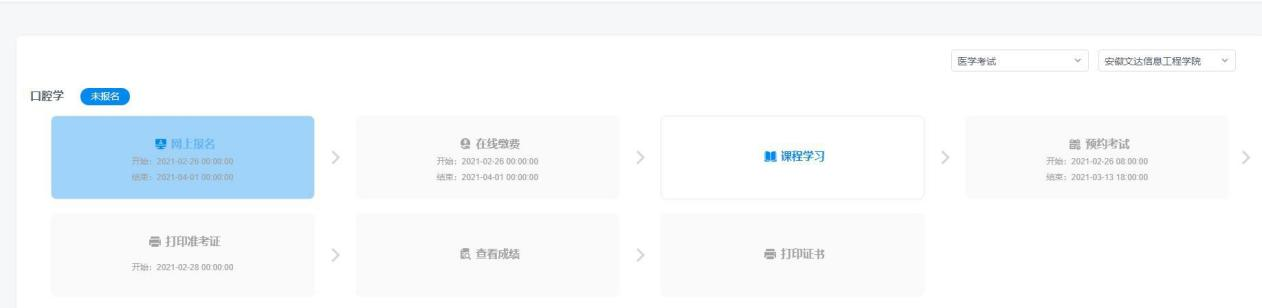 医学考试
安徽文达信息工程学院
口腔学
未报名
网上报名
开始：2021-02-26 00:00:00
结束：2021-04-01 00:00:00
在线缴费
开始：2021-02-26 00:00:00
结束：2021-04-01 00:00:00
课程学习
预约考试
开始：2021-02-26 08:00:00
结束：2021-03-13 18:00:00
打印准考证
开始：2021-02-28 00:00:00
查看成绩
打印证书